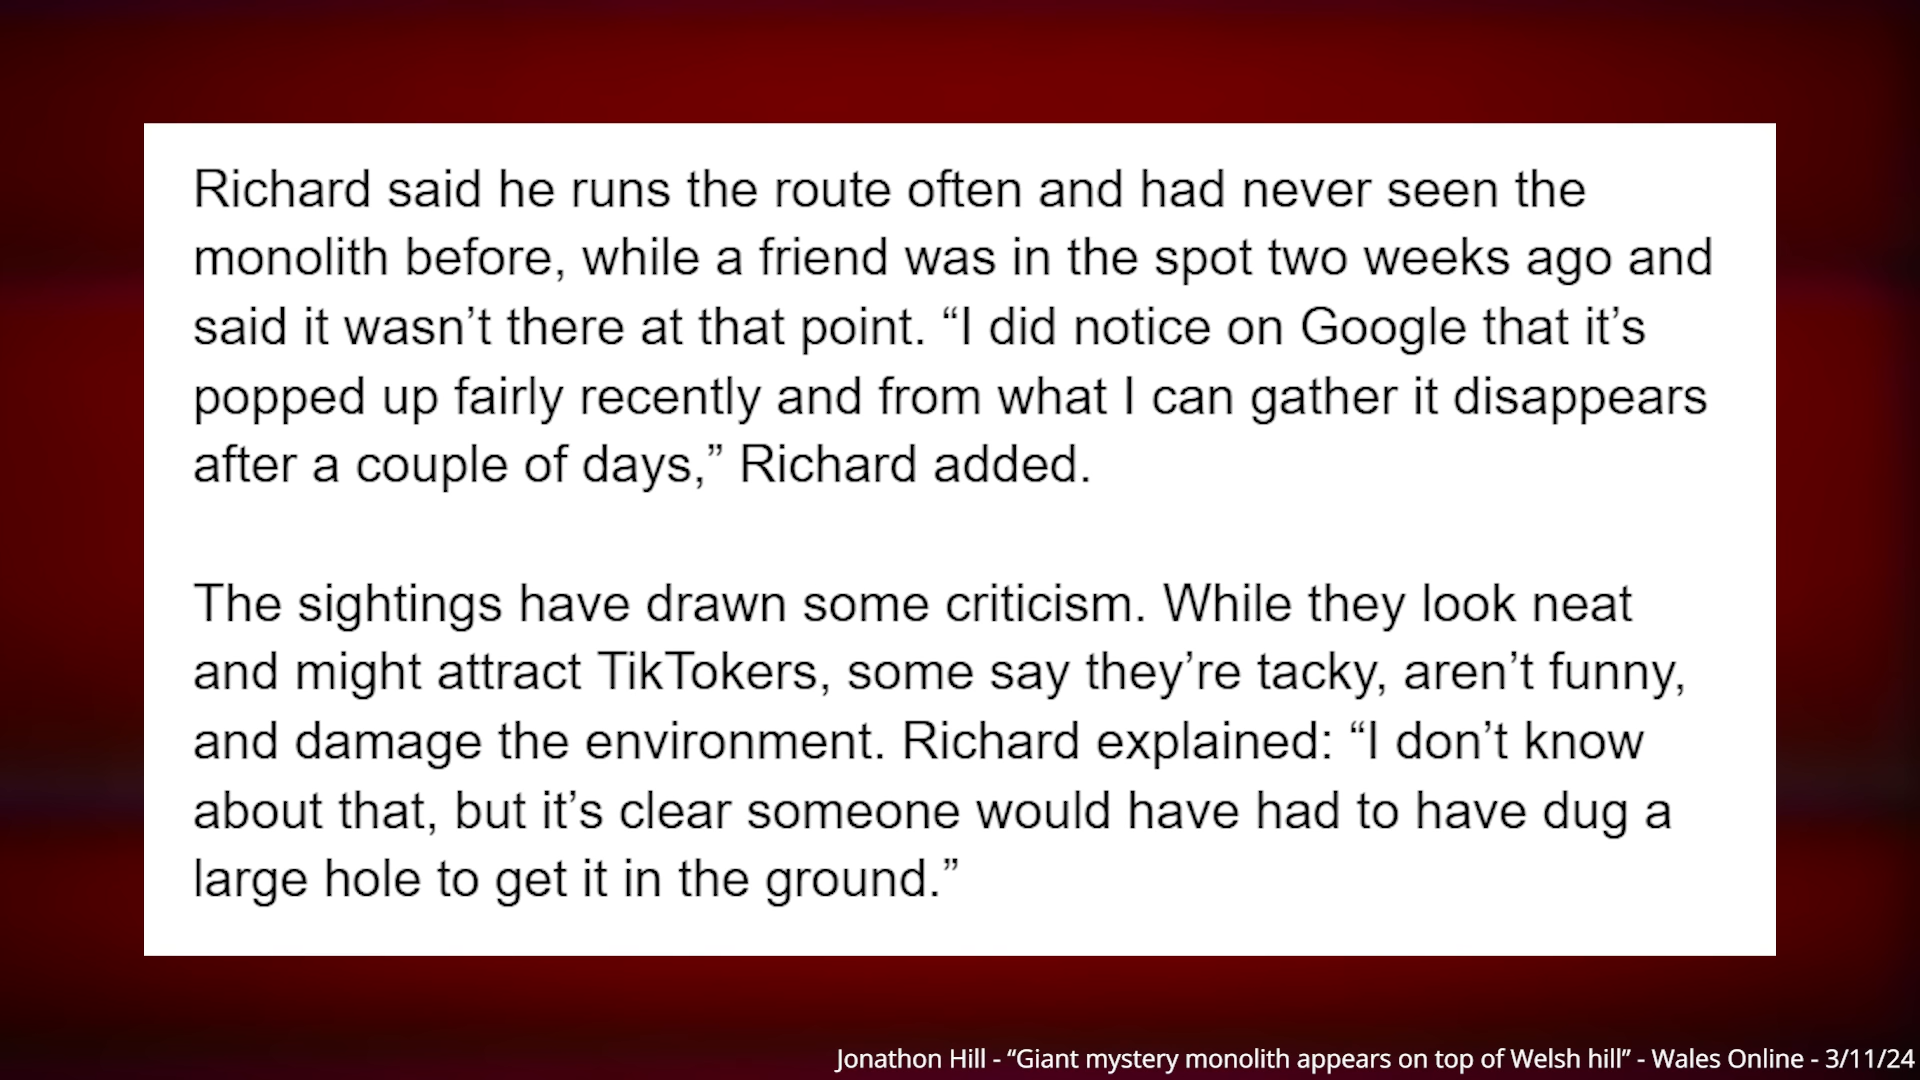 Richard said he runs the route often and had never seen the
monolith before, while a friend was in the spot two weeks ago and
said it wasn’t there at that point. “I did notice on Google that it’s
popped up fairly recently and from what I can gather it disappears
after a couple of days,” Richard added.
The sightings have drawn some criticism. While they look neat
and might attract TikTokers, some say they’re tacky, aren’t funny,
and damage the environment. Richard explained: “I don’t know
about that, but it’s clear someone would have had to have dug a
large hole to get it in the ground.”
Jonathon Hill - “Giant mystery monolith appears on top of Welsh hill” - Wales Online - 3/11/24